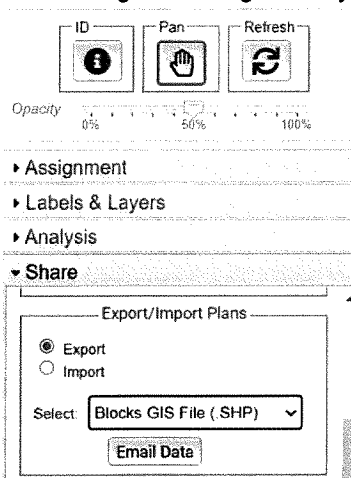 ID Pan Refresh
Opacity
0% 50% 100%
Assignment
Labels & Layers
Analysis
Share
Export/Import Plans
Export
Import
Select: Blocks GIS File (.SHP)
Email Data